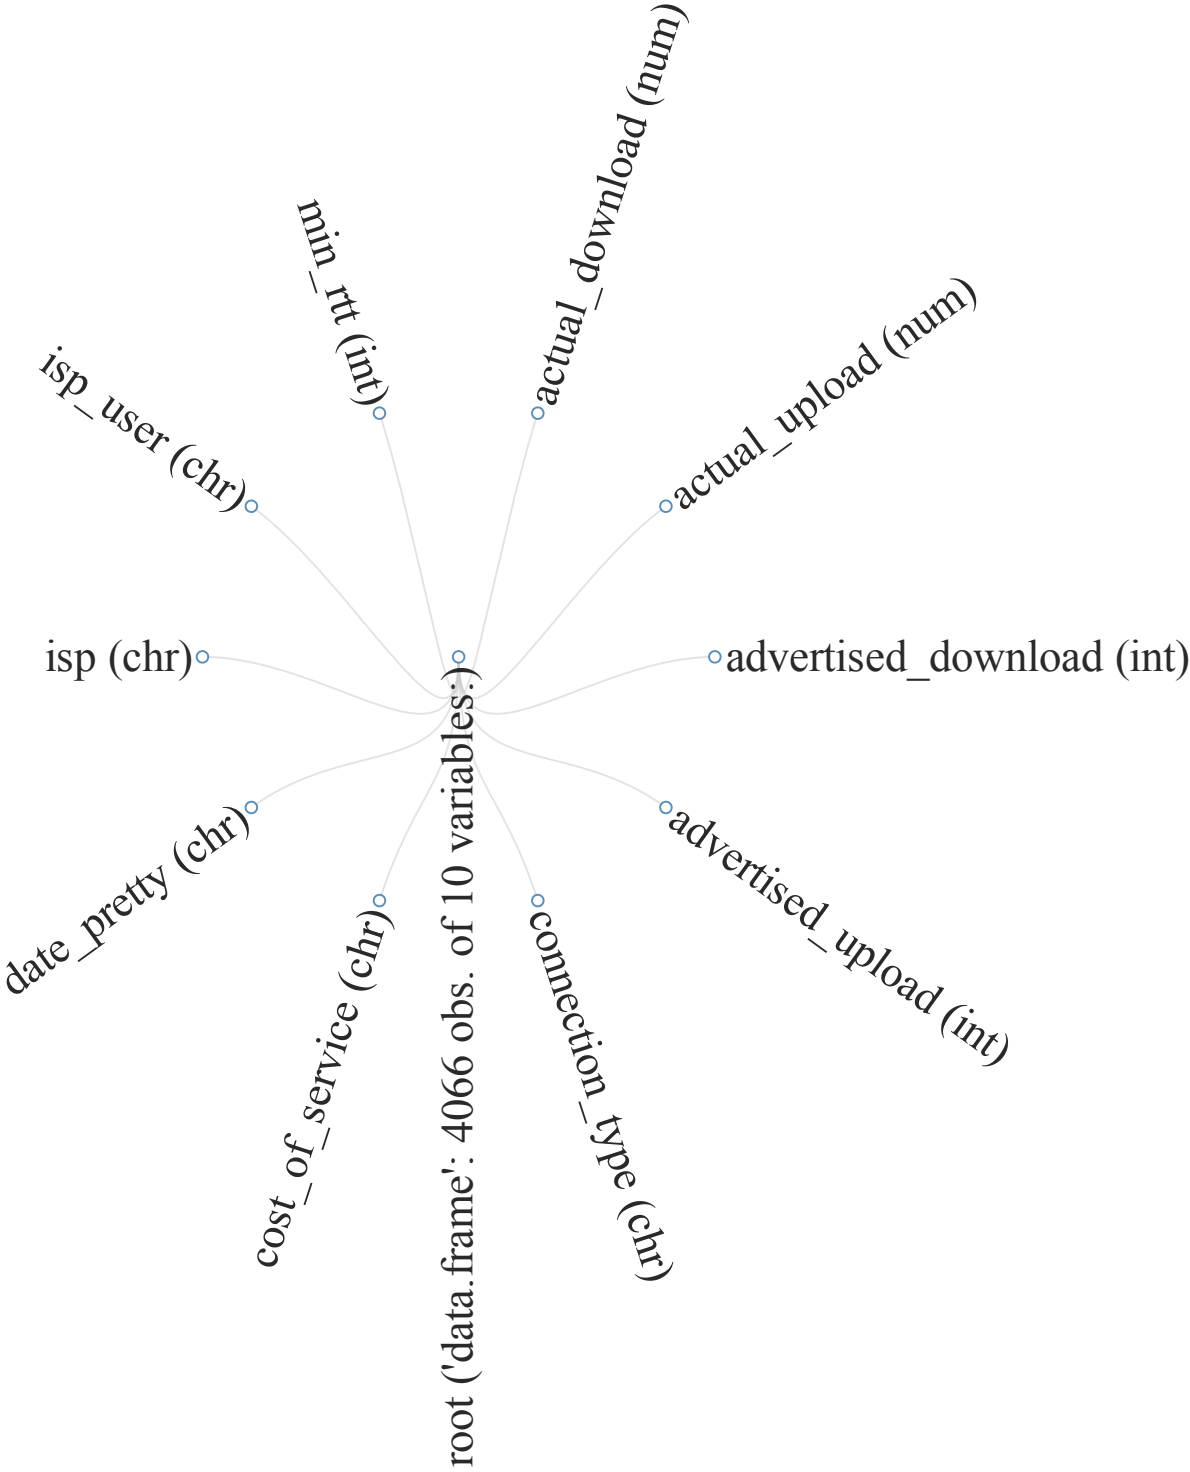 actual_download (num)
min_rtt (int)
actual_upload (num)
isp_user (chr)
isp (chr)
advertised_download (int)
root ('data.frame': 4066 obs. of 10 variables:)
date_pretty (chr)
advertised_upload (int)
cost_of_service (chr)
connection_type (chr)